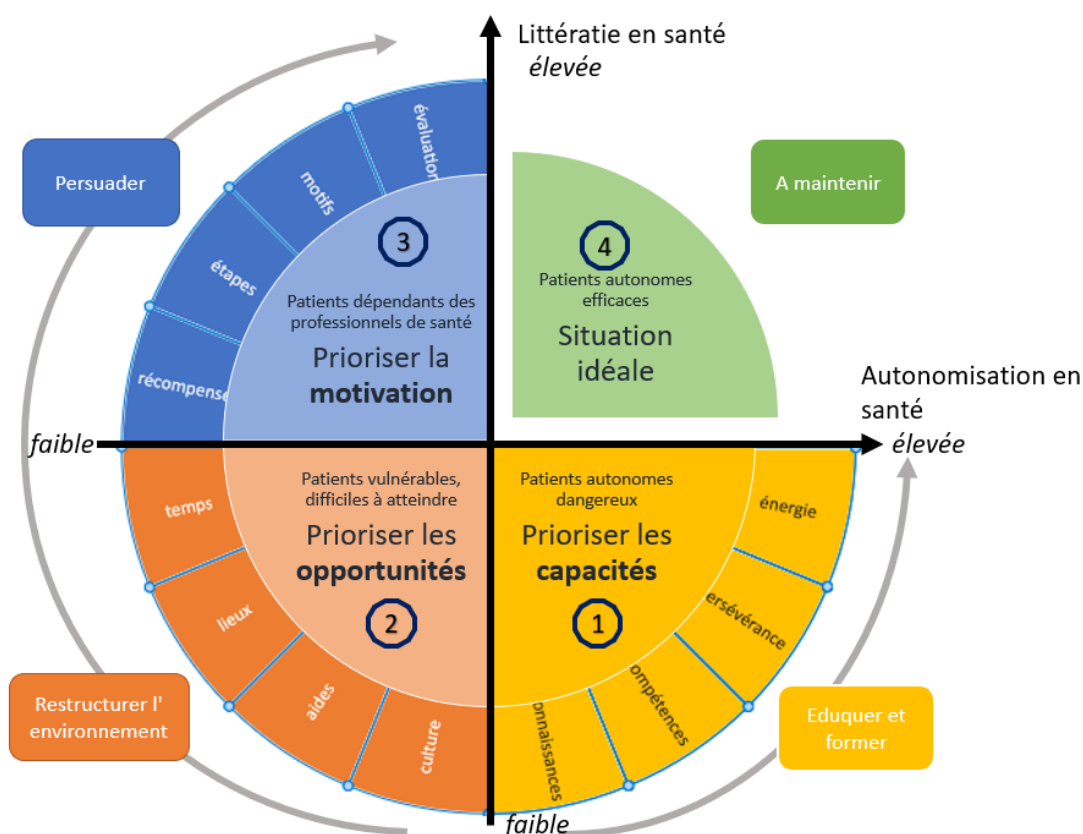 Littératie en santé
élevée
Persuader
A maintenir
évaluation
motifs
étapes
récompense
3
Patients dépendants des
professionnels de santé
Prioriser la
motivation
4
Patients autonomes
efficaces
Situation
idéale
Autonomisation en
santé
élevée
faible
temps
lieux
aides
culture
Patients vulnérables,
difficiles à atteindre
Prioriser les
opportunités
2
Patients autonomes
dangereux
Prioriser les
capacités
1
énergie
ersévérance
ompétences
onnaissances
Restructurer l'
environnement
Eduquer et
former
faible